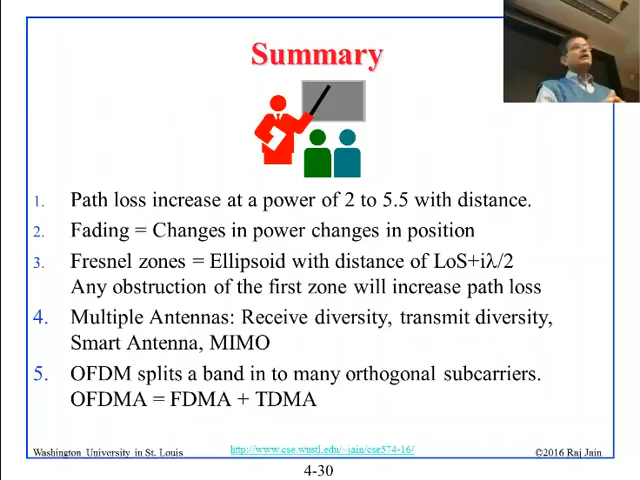 Summary
1. Path loss increase at a power of 2 to 5.5 with distance.
2. Fading = Changes in power changes in position
3. Fresnel zones = Ellipsoid with distance of LoS+iλ/2
Any obstruction of the first zone will increase path loss
4. Multiple Antennas: Receive diversity, transmit diversity,
Smart Antenna, MIMO
5. OFDM splits a band in to many orthogonal subcarriers.
OFDMA = FDMA + TDMA
Washington University in St. Louis
http://www.cse.wustl.edu/~jain/cse574-16/
©2016 Raj Jain
4-30